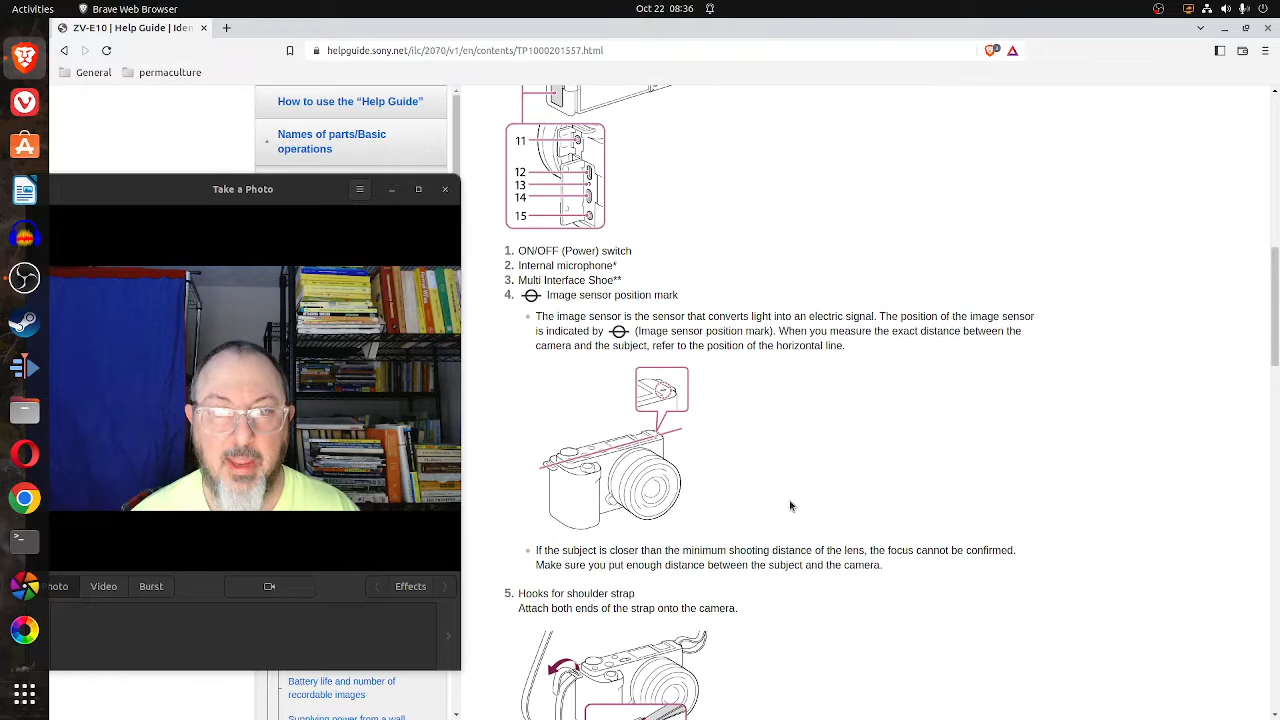 Activities
Brave Web Browser
Oct 22 08:36
ZV-E10 | Help Guide | Iden
helpguide.sony.net/ilc/2070/v1/en/contents/TP1000201557.html
General
permaculture
How to use the “Help Guide”
Names of parts/Basic
operations
Take a Photo
Photo
Video
Burst
Effects
Battery life and number of
recordable images
Supplying power from a wall
11
12
13
14
15
1. ON/OFF (Power) switch
2. Internal microphone*
3. Multi Interface Shoe**
4. Image sensor position mark
The image sensor is the sensor that converts light into an electric signal. The position of the image sensor
is indicated by (Image sensor position mark). When you measure the exact distance between the
camera and the subject, refer to the position of the horizontal line.
If the subject is closer than the minimum shooting distance of the lens, the focus cannot be confirmed.
Make sure you put enough distance between the subject and the camera.
5. Hooks for shoulder strap
Attach both ends of the strap onto the camera.